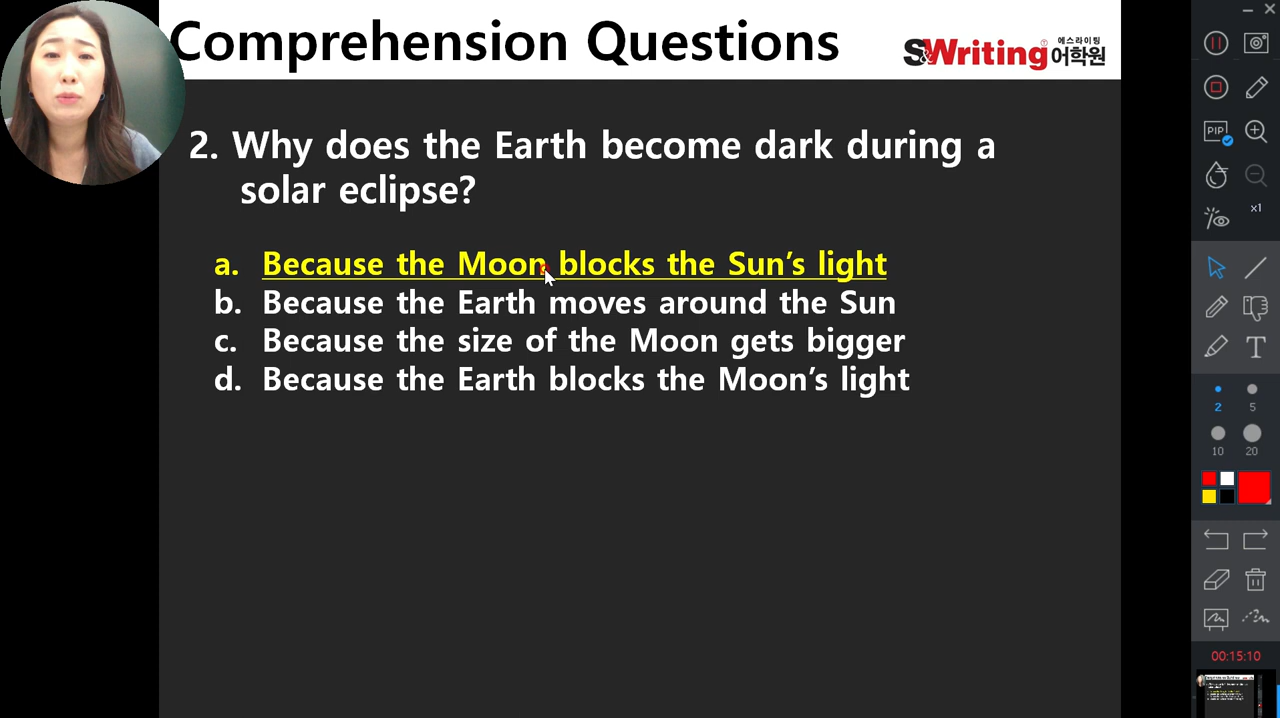 Comprehension Questions
S&Writing 에스라이팅 어학원
2. Why does the Earth become dark during a
solar eclipse?
a. Because the Moon blocks the Sun's light
b. Because the Earth moves around the Sun
c. Because the size of the Moon gets bigger
d. Because the Earth blocks the Moon's light
PIP
x1
T
2 5
10 20
00:15:10